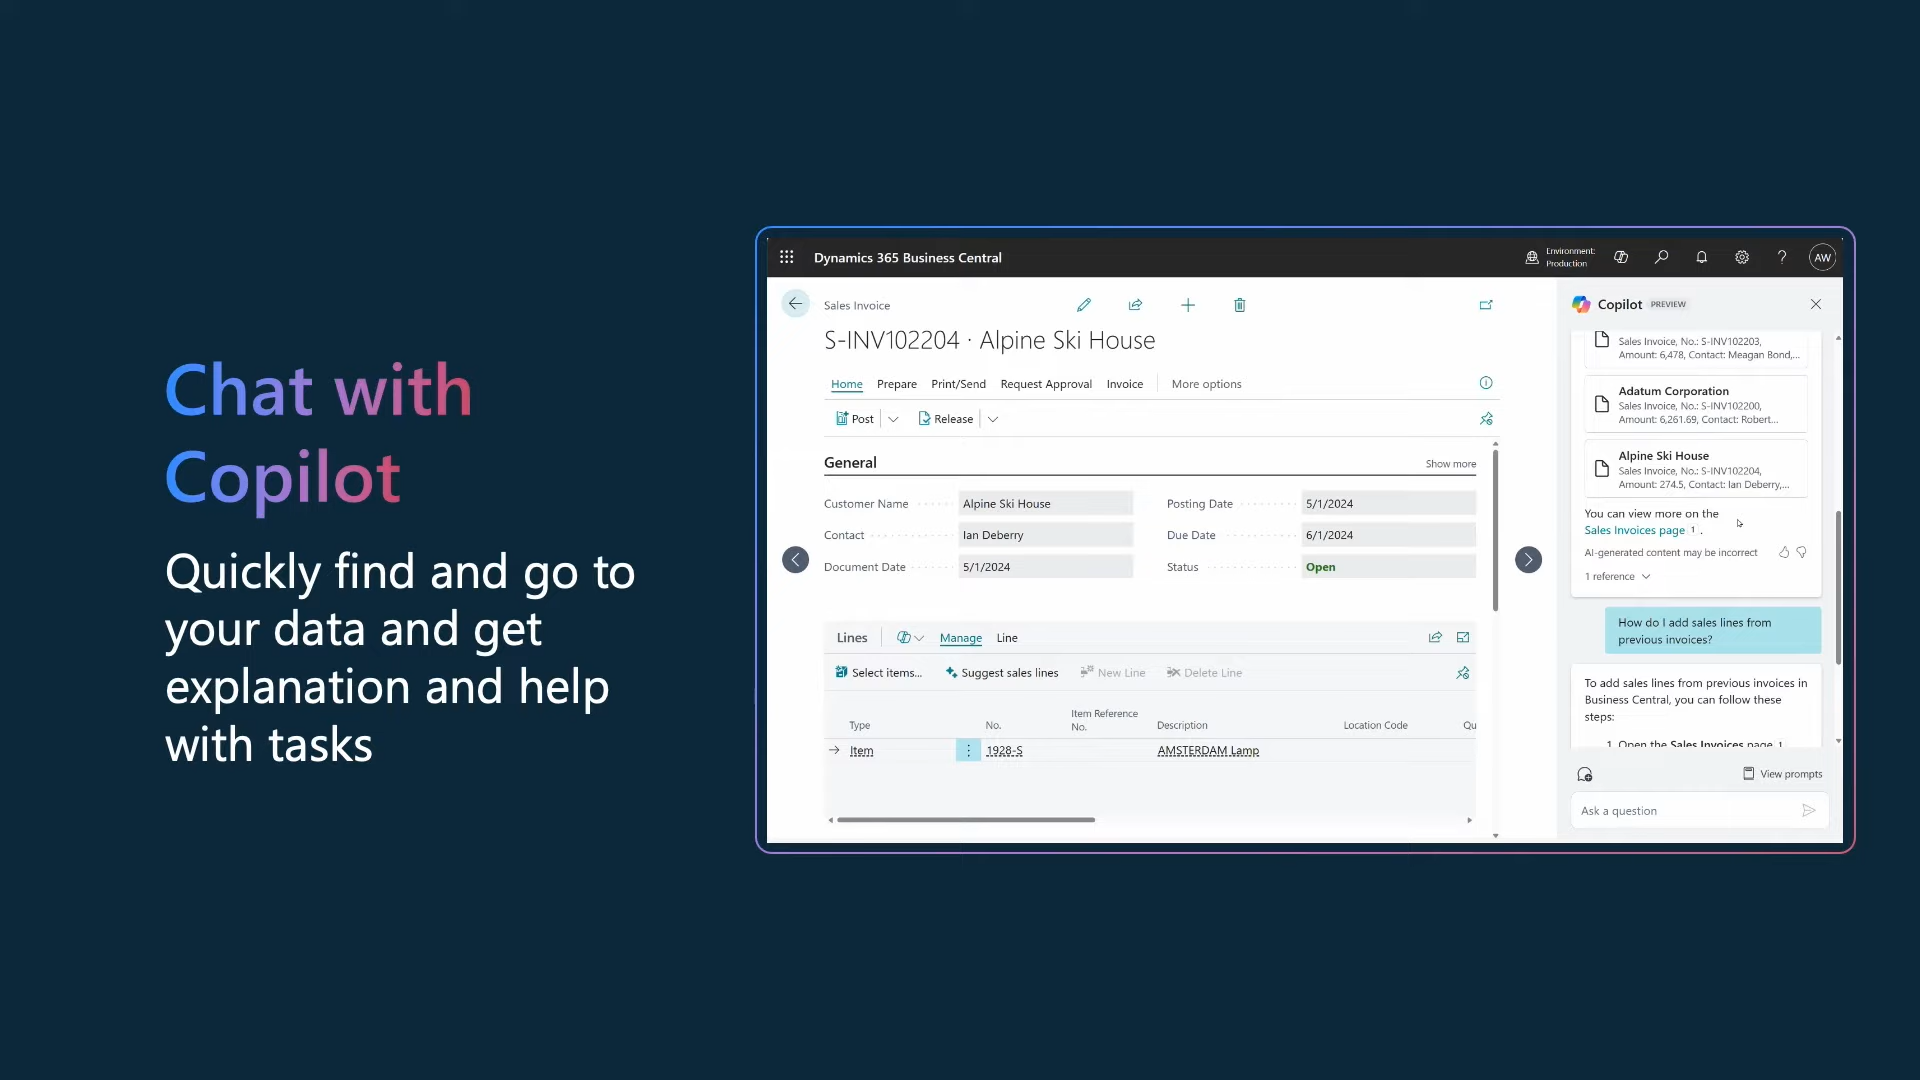 Chat with
Copilot
Quickly find and go to
your data and get
explanation and help
with tasks
Dynamics 365 Business Central
Environment:
Production
?
AW
Sales Invoice
S-INV102204 · Alpine Ski House
Home Prepare Print/Send Request Approval Invoice More options
Post Release
General
Show more
Customer Name Alpine Ski House Posting Date 5/1/2024
Contact Ian Deberry Due Date 6/1/2024
Document Date 5/1/2024 Status Open
Lines Manage Line
Select items... Suggest sales lines New Line Delete Line
Type No. Item Reference No. Description Location Code Qu
Item 1928-S AMSTERDAM Lamp
Copilot PREVIEW
Sales Invoice, No.: S-INV102203,
Amount: 6,478, Contact: Meagan Bond,...
Adatum Corporation
Sales Invoice, No.: S-INV102200,
Amount: 6,261.69, Contact: Robert...
Alpine Ski House
Sales Invoice, No.: S-INV102204,
Amount: 274.5, Contact: Ian Deberry,...
You can view more on the
Sales Invoices page 1 .
AI-generated content may be incorrect
1 reference
How do I add sales lines from
previous invoices?
To add sales lines from previous invoices in
Business Central, you can follow these
steps:
1. Open the Sales Invoices page 1
View prompts
Ask a question